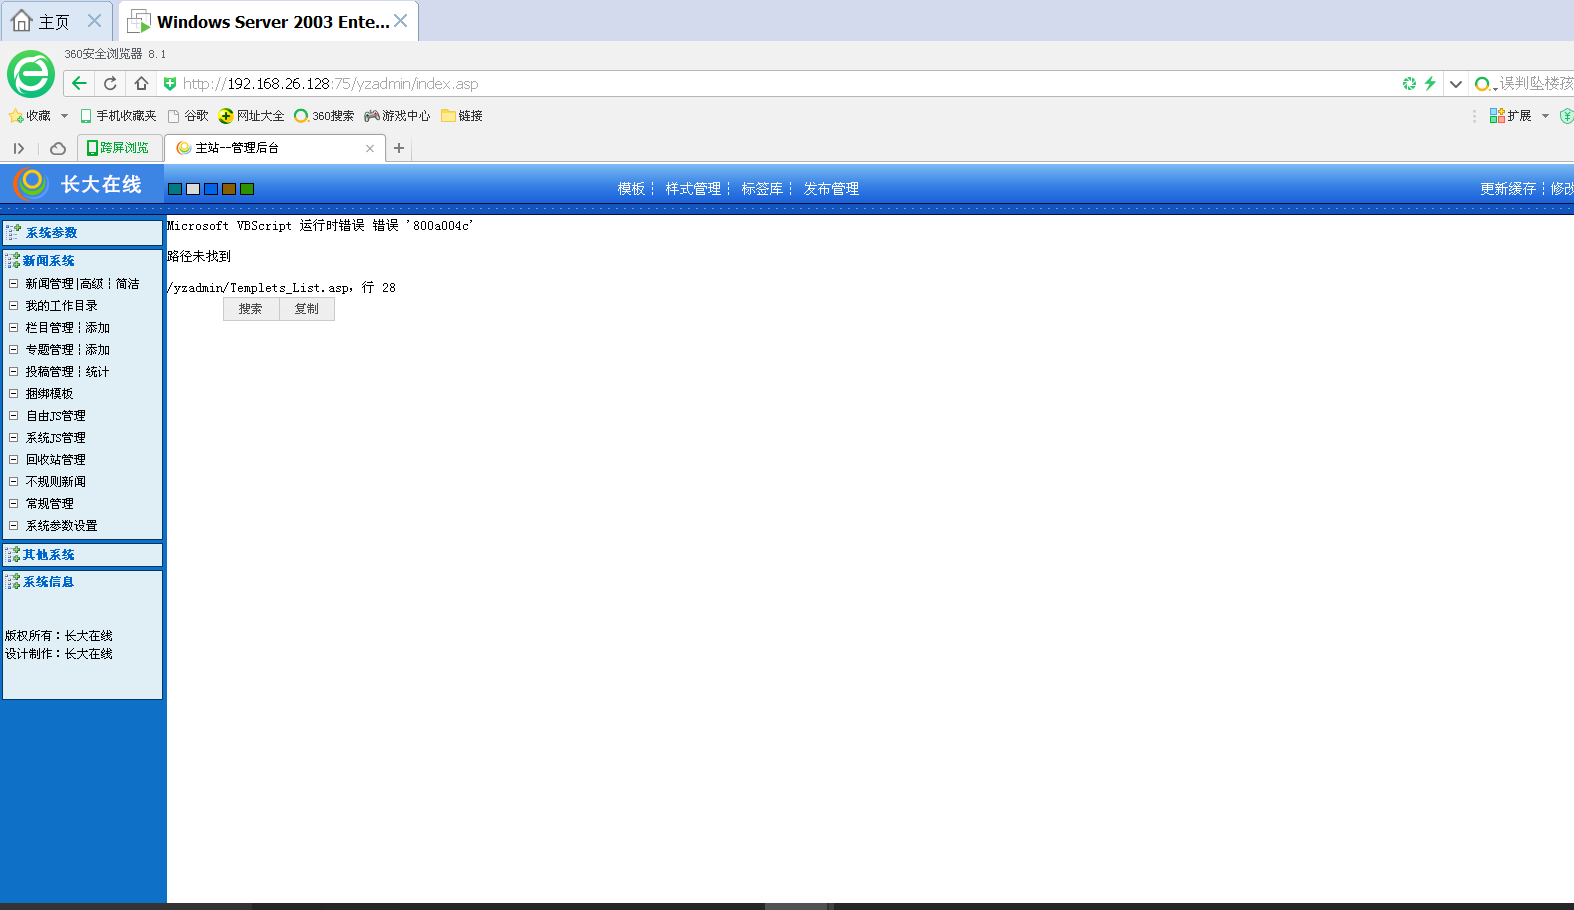 主页
Windows Server 2003 Ente...
360安全浏览器 8.1
http://192.168.26.128:75/yzadmin/index.asp
误判坠楼孩
收藏 手机收藏夹 谷歌 网址大全 360搜索 游戏中心 链接
扩展
跨屏浏览
主站--管理后台
长大在线
模板┆ 样式管理┆ 标签库┆ 发布管理
更新缓存┆修改
系统参数
新闻系统
新闻管理|高级┆简洁
我的工作目录
栏目管理┆添加
专题管理┆添加
投稿管理┆统计
捆绑模板
自由JS管理
系统JS管理
回收站管理
不规则新闻
常规管理
系统参数设置
其他系统
系统信息
版权所有：长大在线
设计制作：长大在线
Microsoft VBScript 运行时错误 错误 '800a004c'
路径未找到
/yzadmin/Templets_List.asp，行 28
搜索 复制